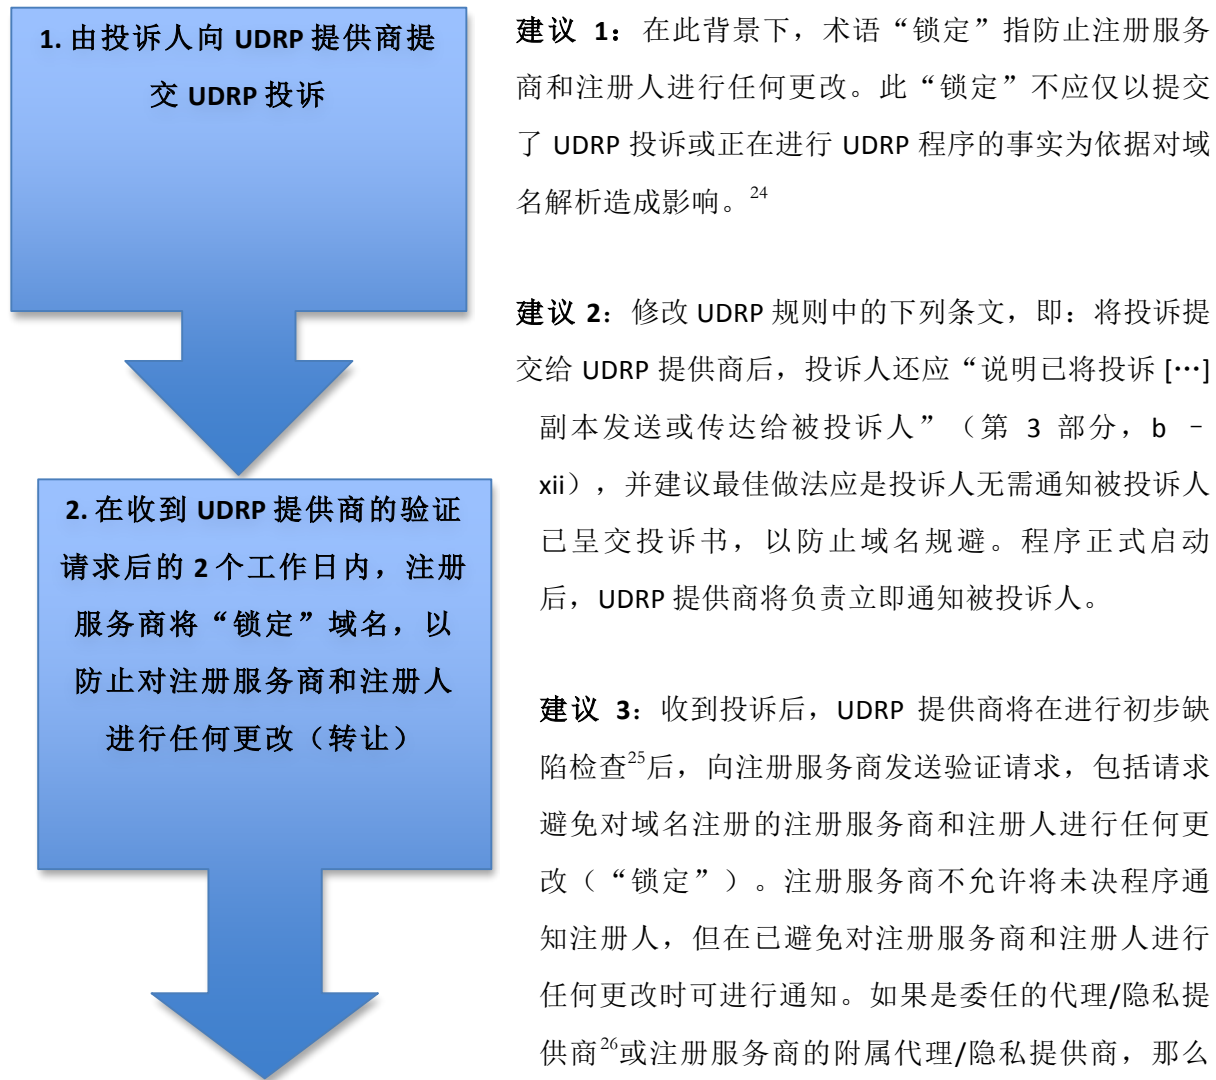 1. 由投诉人向 UDRP 提供商提
交 UDRP 投诉
2. 在收到 UDRP 提供商的验证
请求后的 2 个工作日内，注册
服务商将“锁定”域名，以
防止对注册服务商和注册人
进行任何更改（转让）
建议 1：在此背景下，术语“锁定”指防止注册服务
商和注册人进行任何更改。此“锁定”不应仅以提交
了 UDRP 投诉或正在进行 UDRP 程序的事实为依据对域
名解析造成影响。24
建议 2：修改 UDRP 规则中的下列条文，即：将投诉提
交给 UDRP 提供商后，投诉人还应“说明已将投诉 […]
副本发送或传达给被投诉人”（第 3 部分，b –
xii），并建议最佳做法应是投诉人无需通知被投诉人
已呈交投诉书，以防止域名规避。程序正式启动
后，UDRP 提供商将负责立即通知被投诉人。
建议 3：收到投诉后，UDRP 提供商将在进行初步缺
陷检查25后，向注册服务商发送验证请求，包括请求
避免对域名注册的注册服务商和注册人进行任何更
改（“锁定”）。注册服务商不允许将未决程序通
知注册人，但在已避免对注册服务商和注册人进行
任何更改时可进行通知。如果是委任的代理/隐私提
供商26或注册服务商的附属代理/隐私提供商，那么